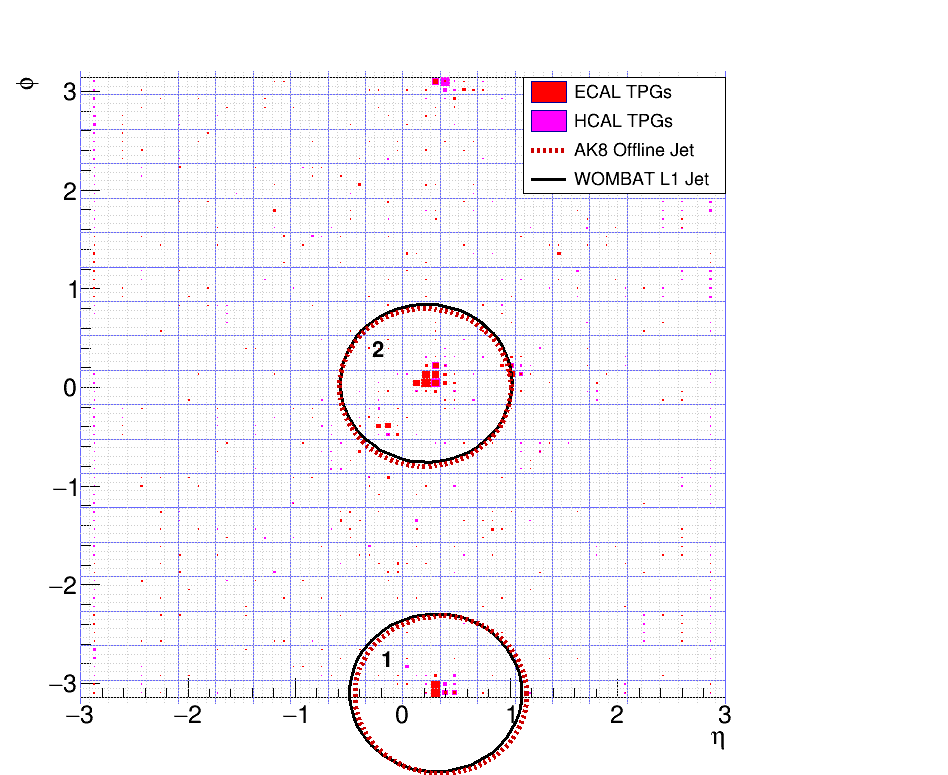 ϕ
3
2
1
0
−1
−2
−3
ECAL TPGs
HCAL TPGs
AK8 Offline Jet
WOMBAT L1 Jet
2
1
−3 −2 −1 0 1 2 3
η